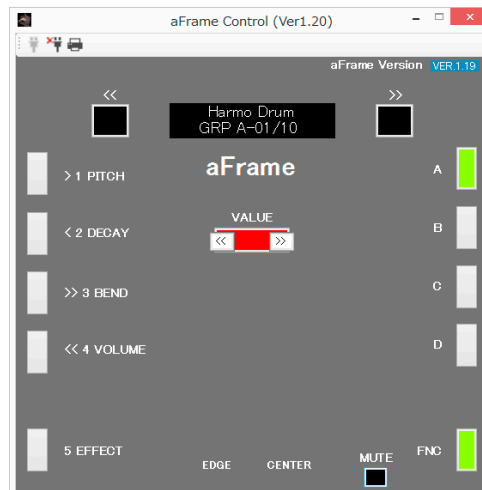 aFrame Control (Ver1.20)
aFrame Version VER.1.19
<< >>
Harmo Drum
GRP A-01/10
aFrame
> 1 PITCH
A
VALUE
<< >>
< 2 DECAY
B
>> 3 BEND
C
<< 4 VOLUME
D
5 EFFECT
FNC
MUTE
EDGE CENTER